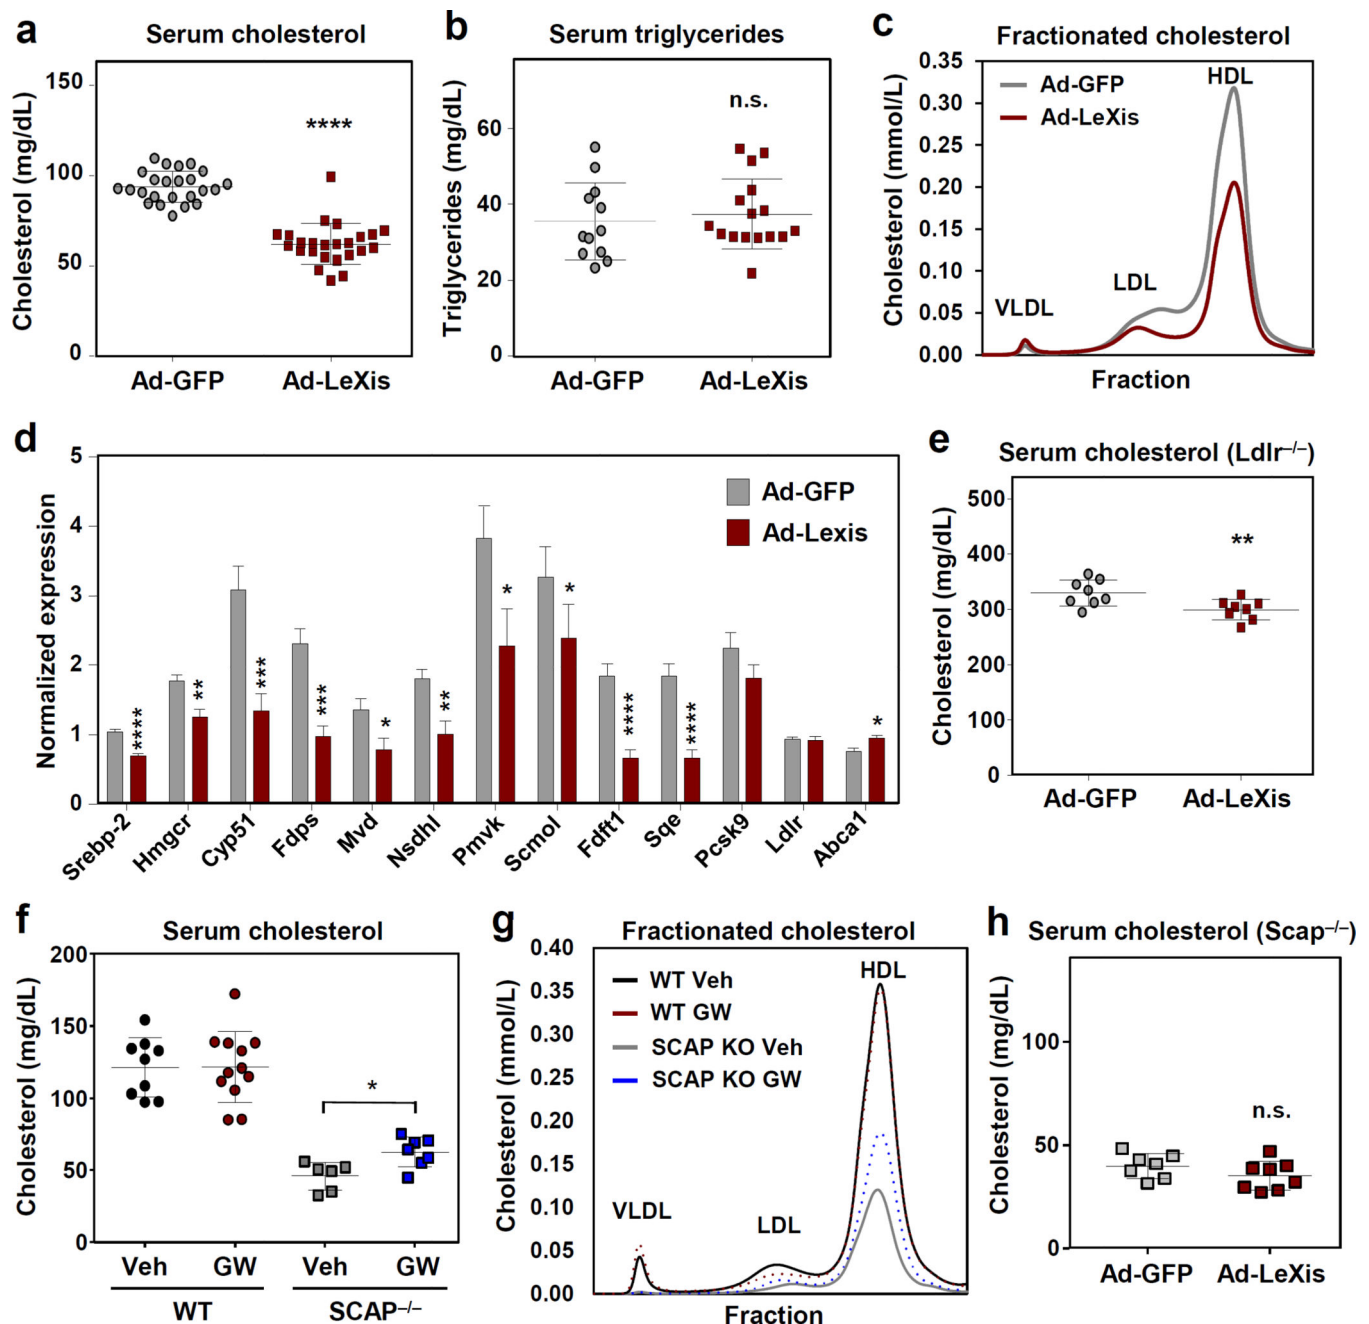 a
Serum cholesterol
Cholesterol (mg/dL)
150
100
50
0
****
Ad-GFP
Ad-LeXis
b
Serum triglycerides
Triglycerides (mg/dL)
60
40
20
0
n.s.
Ad-GFP
Ad-LeXis
c
Fractionated cholesterol
Cholesterol (mmol/L)
0.35
0.30
0.25
0.20
0.15
0.10
0.05
0.00
Ad-GFP
Ad-LeXis
VLDL
LDL
HDL
Fraction
d
Normalized expression
5
4
3
2
1
0
Ad-GFP
Ad-Lexis
****
**
***
***
*
**
*
*
****
****
*
Srebp-2
Hmgcr
Cyp51
Fdps
Mvd
Nsdhl
Pmvk
Scmol
Fdft1
Sqe
Pcsk9
Ldlr
Abca1
e
Serum cholesterol (Ldlr–/–)
Cholesterol (mg/dL)
500
400
300
200
100
0
**
Ad-GFP
Ad-LeXis
f
Serum cholesterol
Cholesterol (mg/dL)
200
150
100
50
0
*
Veh
GW
Veh
GW
WT
SCAP–/–
g
Fractionated cholesterol
Cholesterol (mmol/L)
0.40
0.35
0.30
0.25
0.20
0.15
0.10
0.05
0.00
WT Veh
WT GW
SCAP KO Veh
SCAP KO GW
VLDL
LDL
HDL
Fraction
h
Serum cholesterol (Scap–/–)
Cholesterol (mg/dL)
100
50
0
n.s.
Ad-GFP
Ad-LeXis